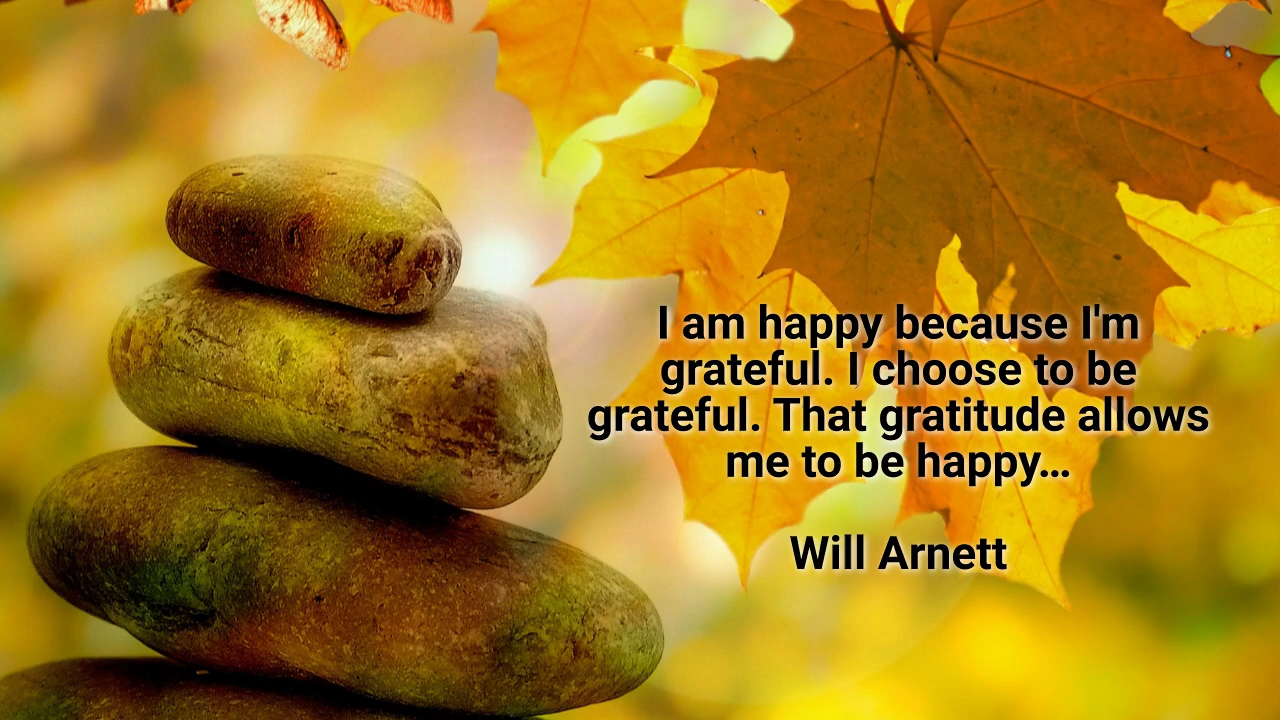 I am happy because I'm
grateful. I choose to be
grateful. That gratitude allows
me to be happy...
Will Arnett